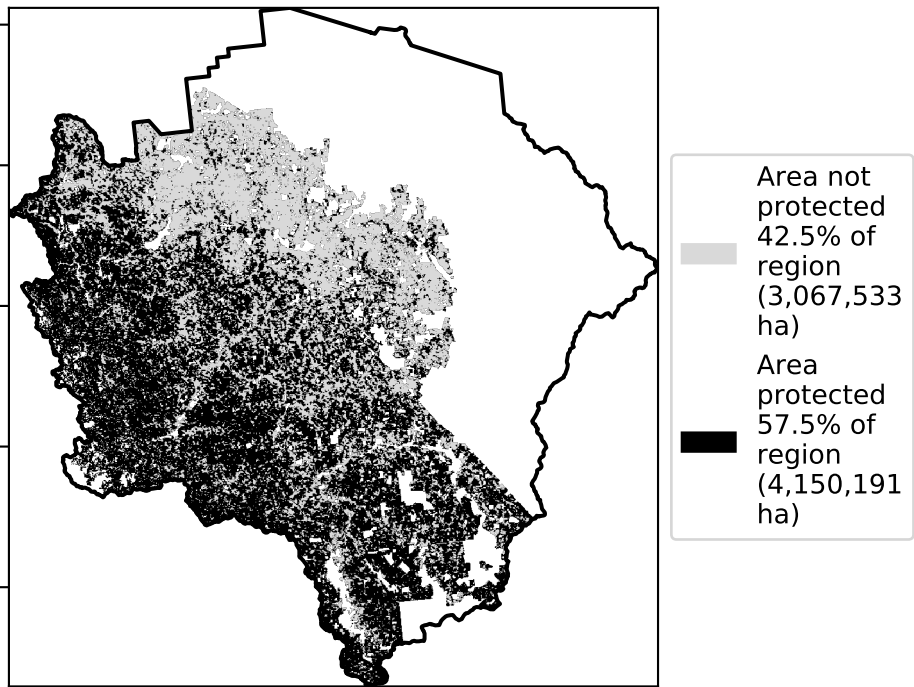 Area not
protected
42.5% of
region
(3,067,533
ha)
Area
protected
57.5% of
region
(4,150,191
ha)